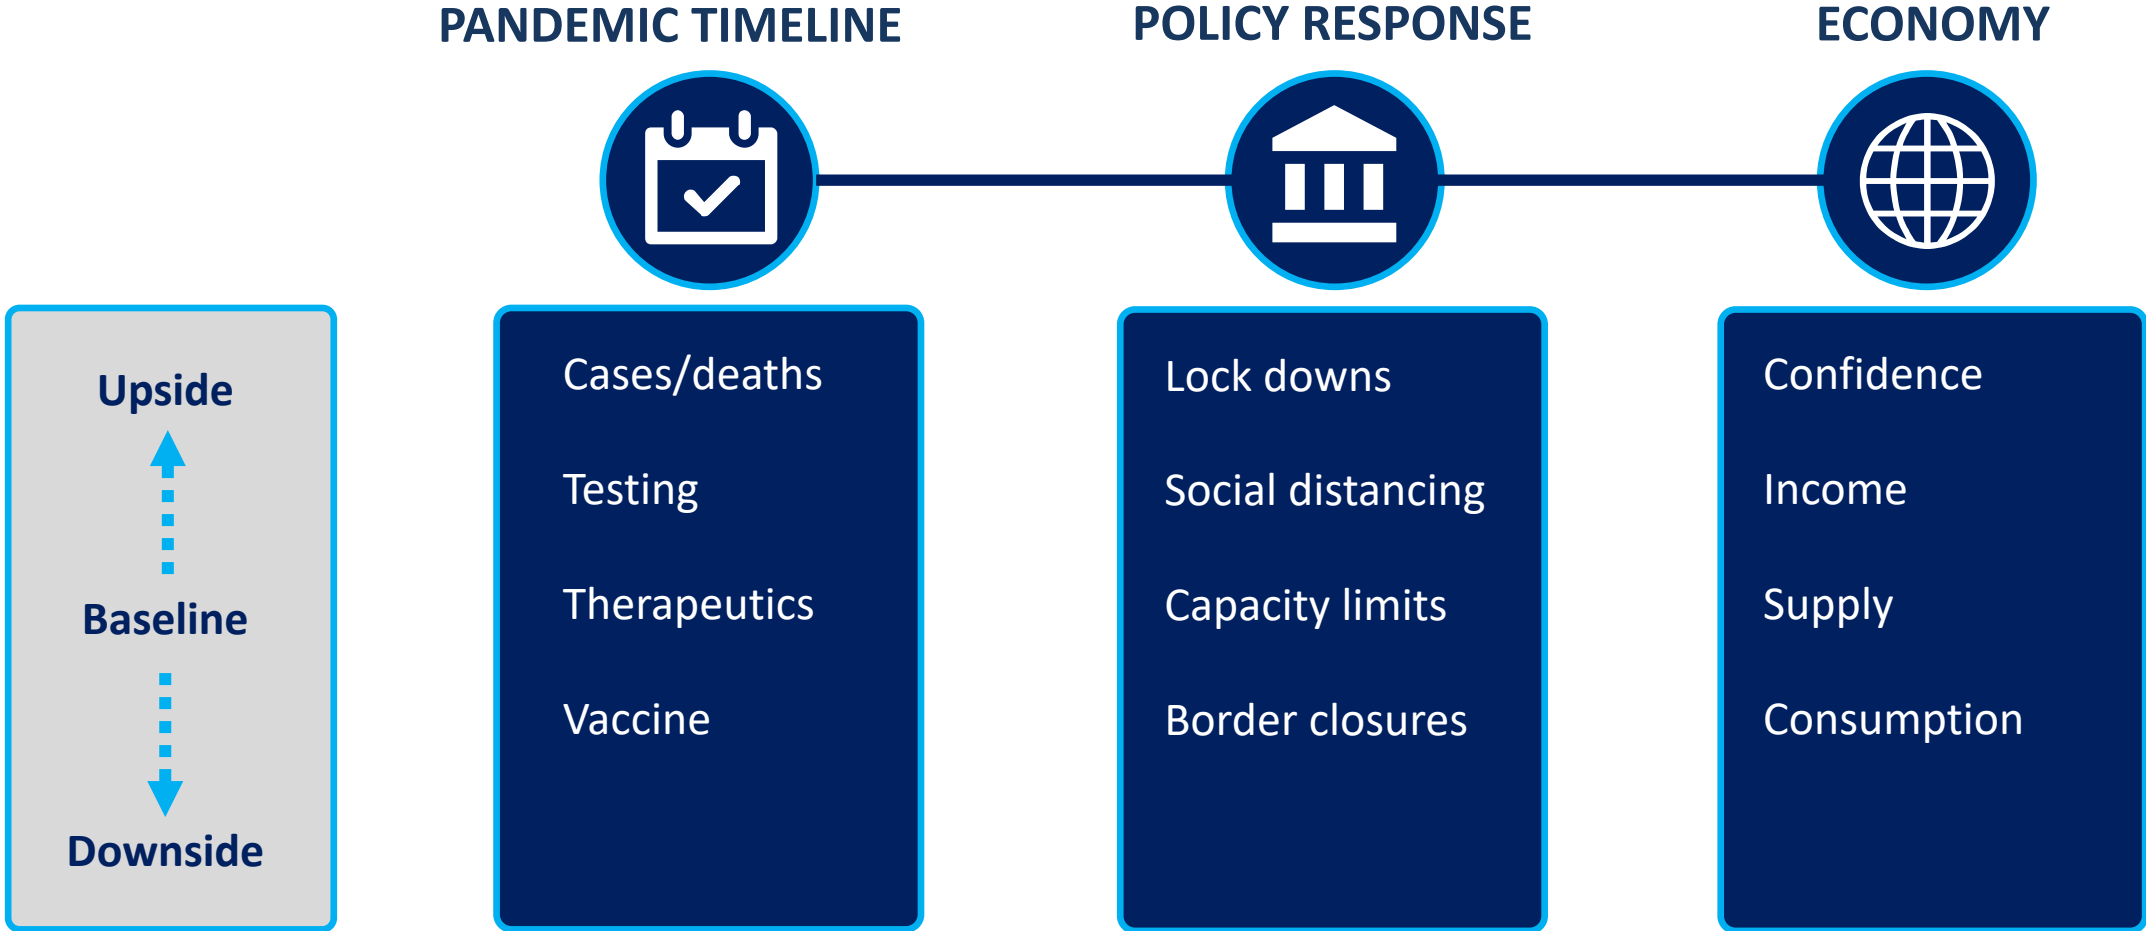 PANDEMIC TIMELINE
POLICY RESPONSE
ECONOMY
Upside
Baseline
Downside
Cases/deaths
Testing
Therapeutics
Vaccine
Lock downs
Social distancing
Capacity limits
Border closures
Confidence
Income
Supply
Consumption